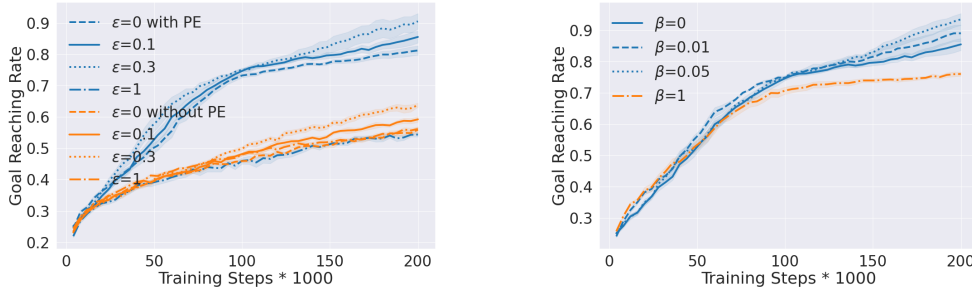 Goal Reaching Rate
0.9
0.8
0.7
0.6
0.5
0.4
0.3
0.2
ε=0 with PE
ε=0.1
ε=0.3
ε=1
ε=0 without PE
ε=0.1
ε=0.3
ε=1
0 50 100 150 200
Training Steps * 1000
Goal Reaching Rate
0.9
0.8
0.7
0.6
0.5
0.4
0.3
β=0
β=0.01
β=0.05
β=1
0 50 100 150 200
Training Steps * 1000